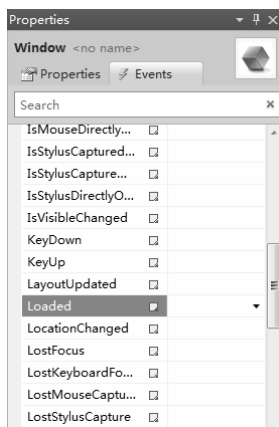 Properties
Window <no name>
Properties Events
Search
IsMouseDirectly...
IsStylusCaptured...
IsStylusCapture...
IsStylusDirectlyO...
IsVisibleChanged
KeyDown
KeyUp
LayoutUpdated
Loaded
LocationChanged
LostFocus
LostKeyboardFo...
LostMouseCaptu...
LostStylusCapture